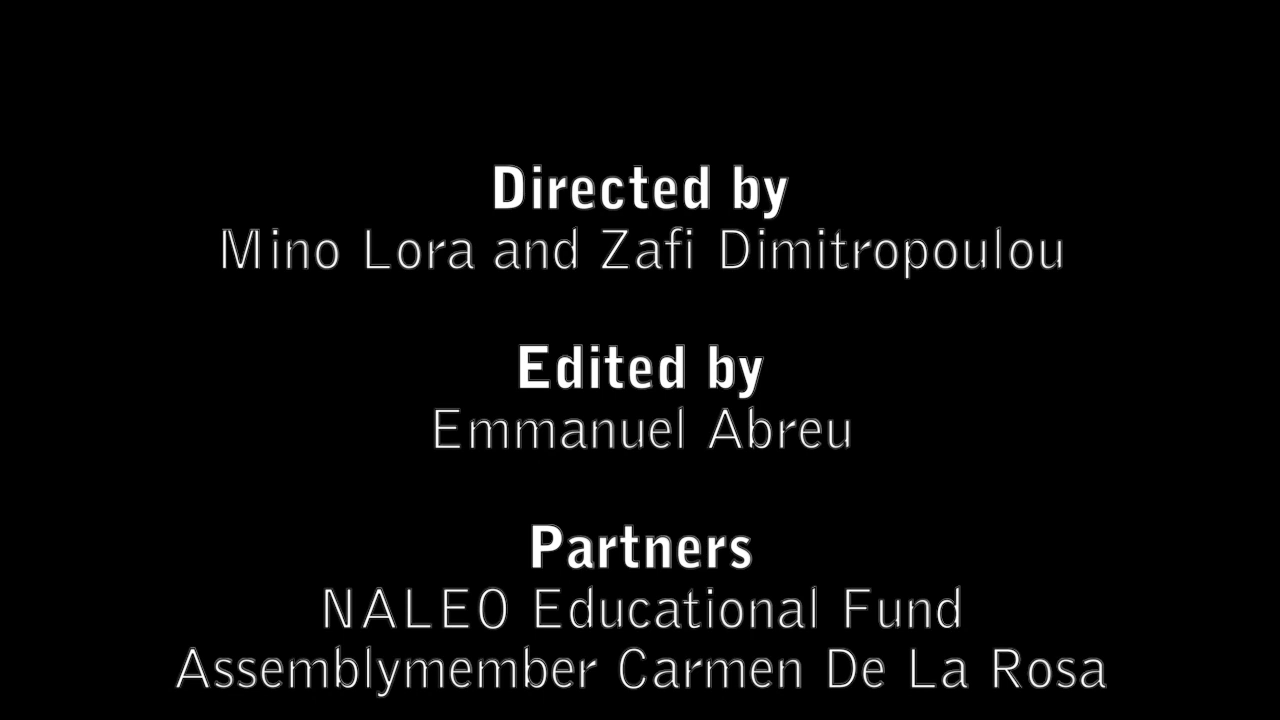 Directed by
Mino Lora and Zafi Dimitropoulou
Edited by
Emmanuel Abreu
Partners
NALEO Educational Fund
Assemblymember Carmen De La Rosa